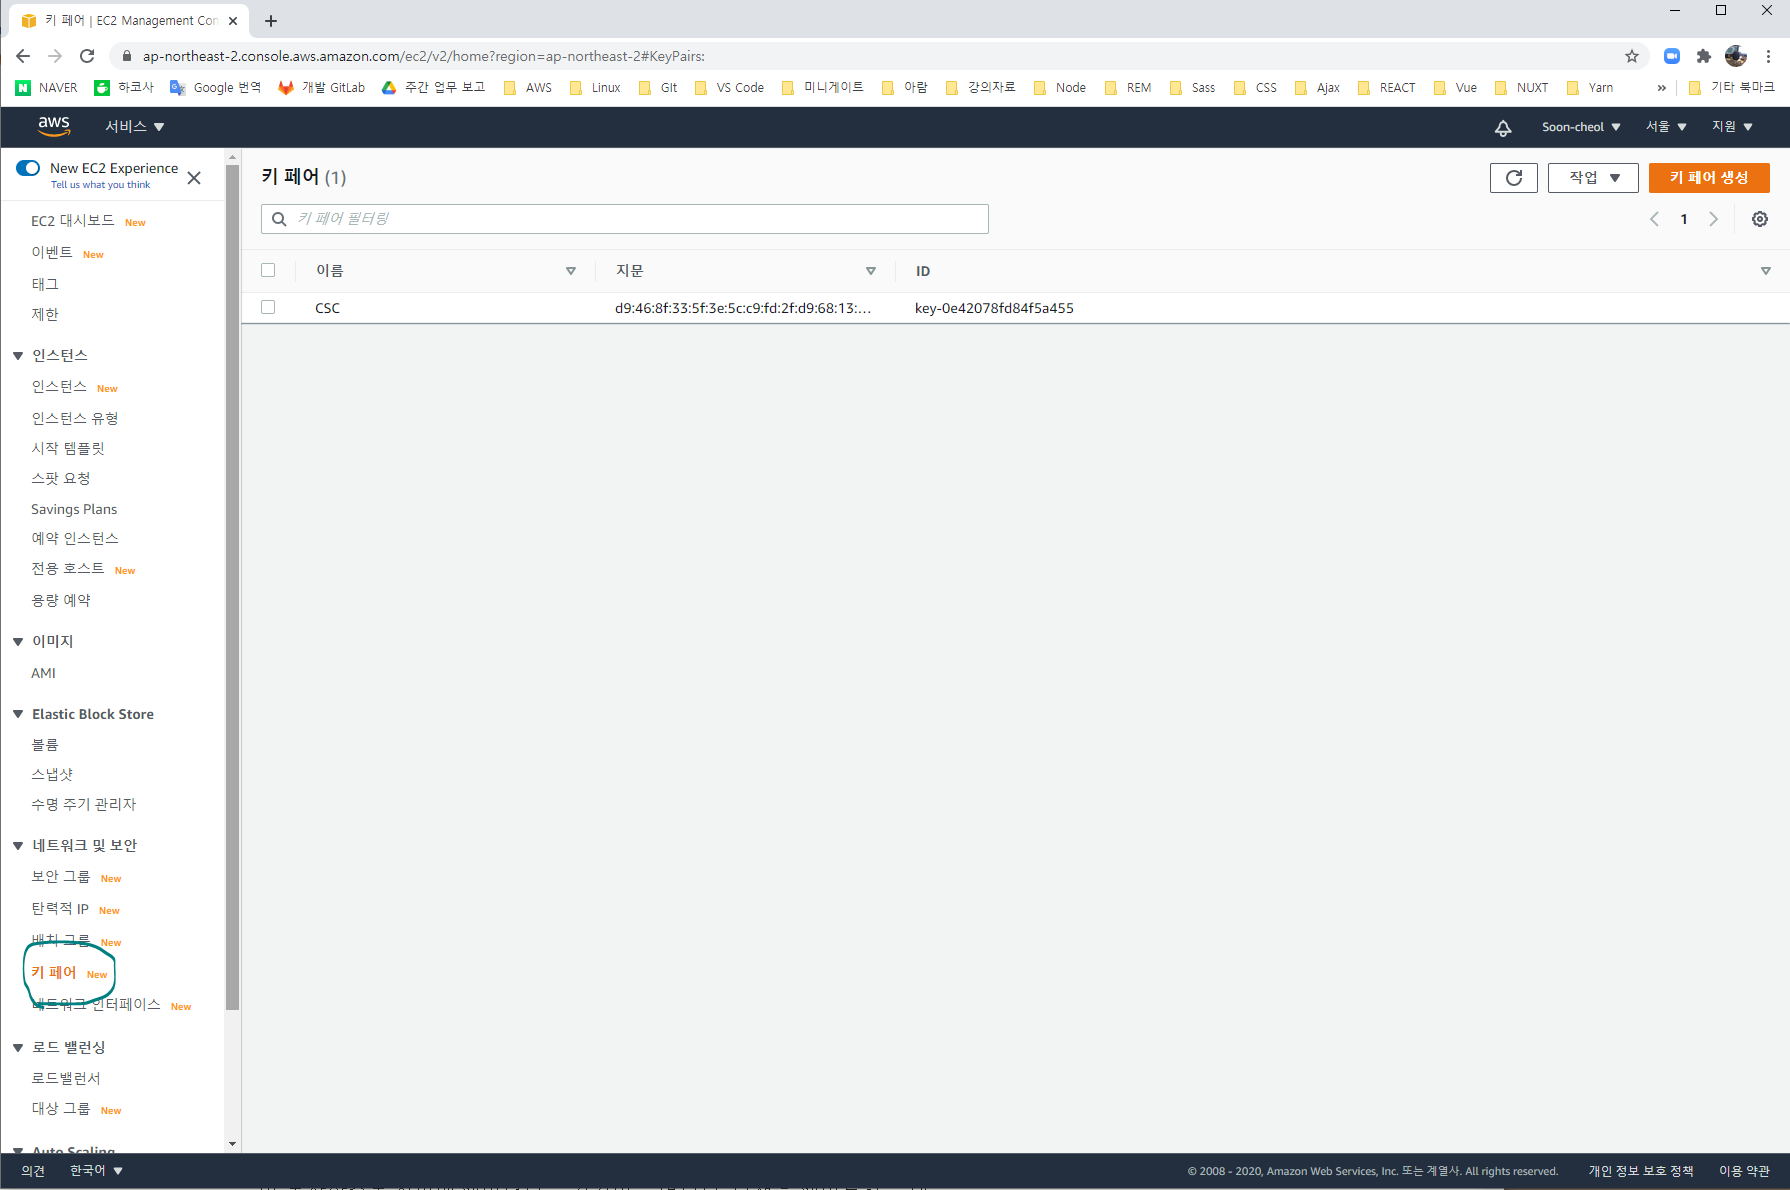 키 페어 | EC2 Management Con
ap-northeast-2.console.aws.amazon.com/ec2/v2/home?region=ap-northeast-2#KeyPairs:
NAVER 하코사 Google 번역 개발 GitLab 주간 업무 보고 AWS Linux GIt VS Code 미니게이트 아람 강의자료 Node REM Sass CSS Ajax REACT Vue NUXT Yarn » 기타 북마크
aws 서비스 Soon-cheol 서울 지원
New EC2 Experience
Tell us what you think
키 페어 (1) 작업 키 페어 생성
키 페어 필터링 1
이름 지문 ID
CSC d9:46:8f:33:5f:3e:5c:c9:fd:2f:d9:68:13:... key-0e42078fd84f5a455
EC2 대시보드 New
이벤트 New
태그
제한
인스턴스
인스턴스 New
인스턴스 유형
시작 템플릿
스팟 요청
Savings Plans
예약 인스턴스
전용 호스트 New
용량 예약
이미지
AMI
Elastic Block Store
볼륨
스냅샷
수명 주기 관리자
네트워크 및 보안
보안 그룹 New
탄력적 IP New
배치 그룹 New
키 페어 New
네트워크 인터페이스 New
로드 밸런싱
로드밸런서
대상 그룹 New
Auto Scaling
의견 한국어 © 2008 - 2020, Amazon Web Services, Inc. 또는 계열사. All rights reserved. 개인 정보 보호 정책 이용 약관